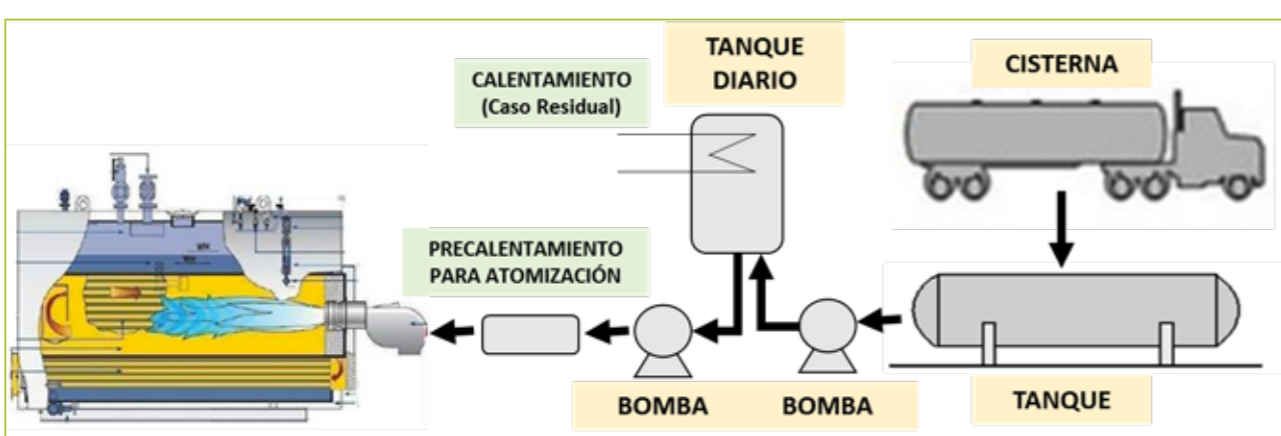 TANQUE
DIARIO
CISTERNA
CALENTAMIENTO
(Caso Residual)
PRECALENTAMIENTO
PARA ATOMIZACIÓN
BOMBA
BOMBA
TANQUE